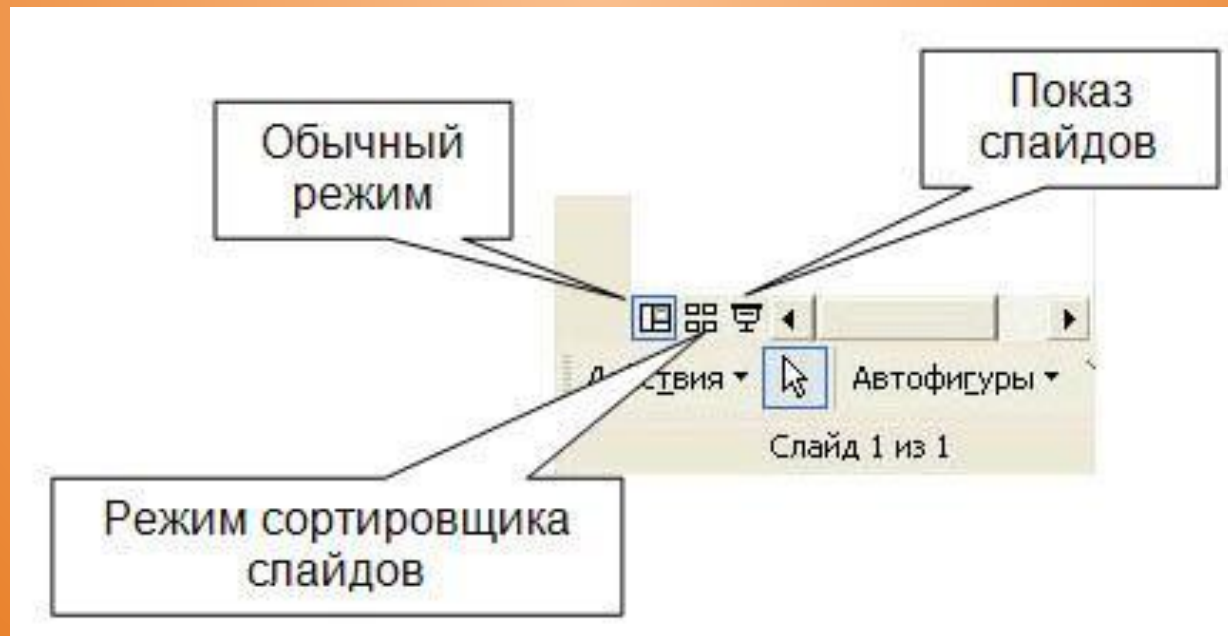 Показ
слайдов
Обычный
режим
Автофигуры
Слайд 1 из 1
Режим сортировщика
слайдов